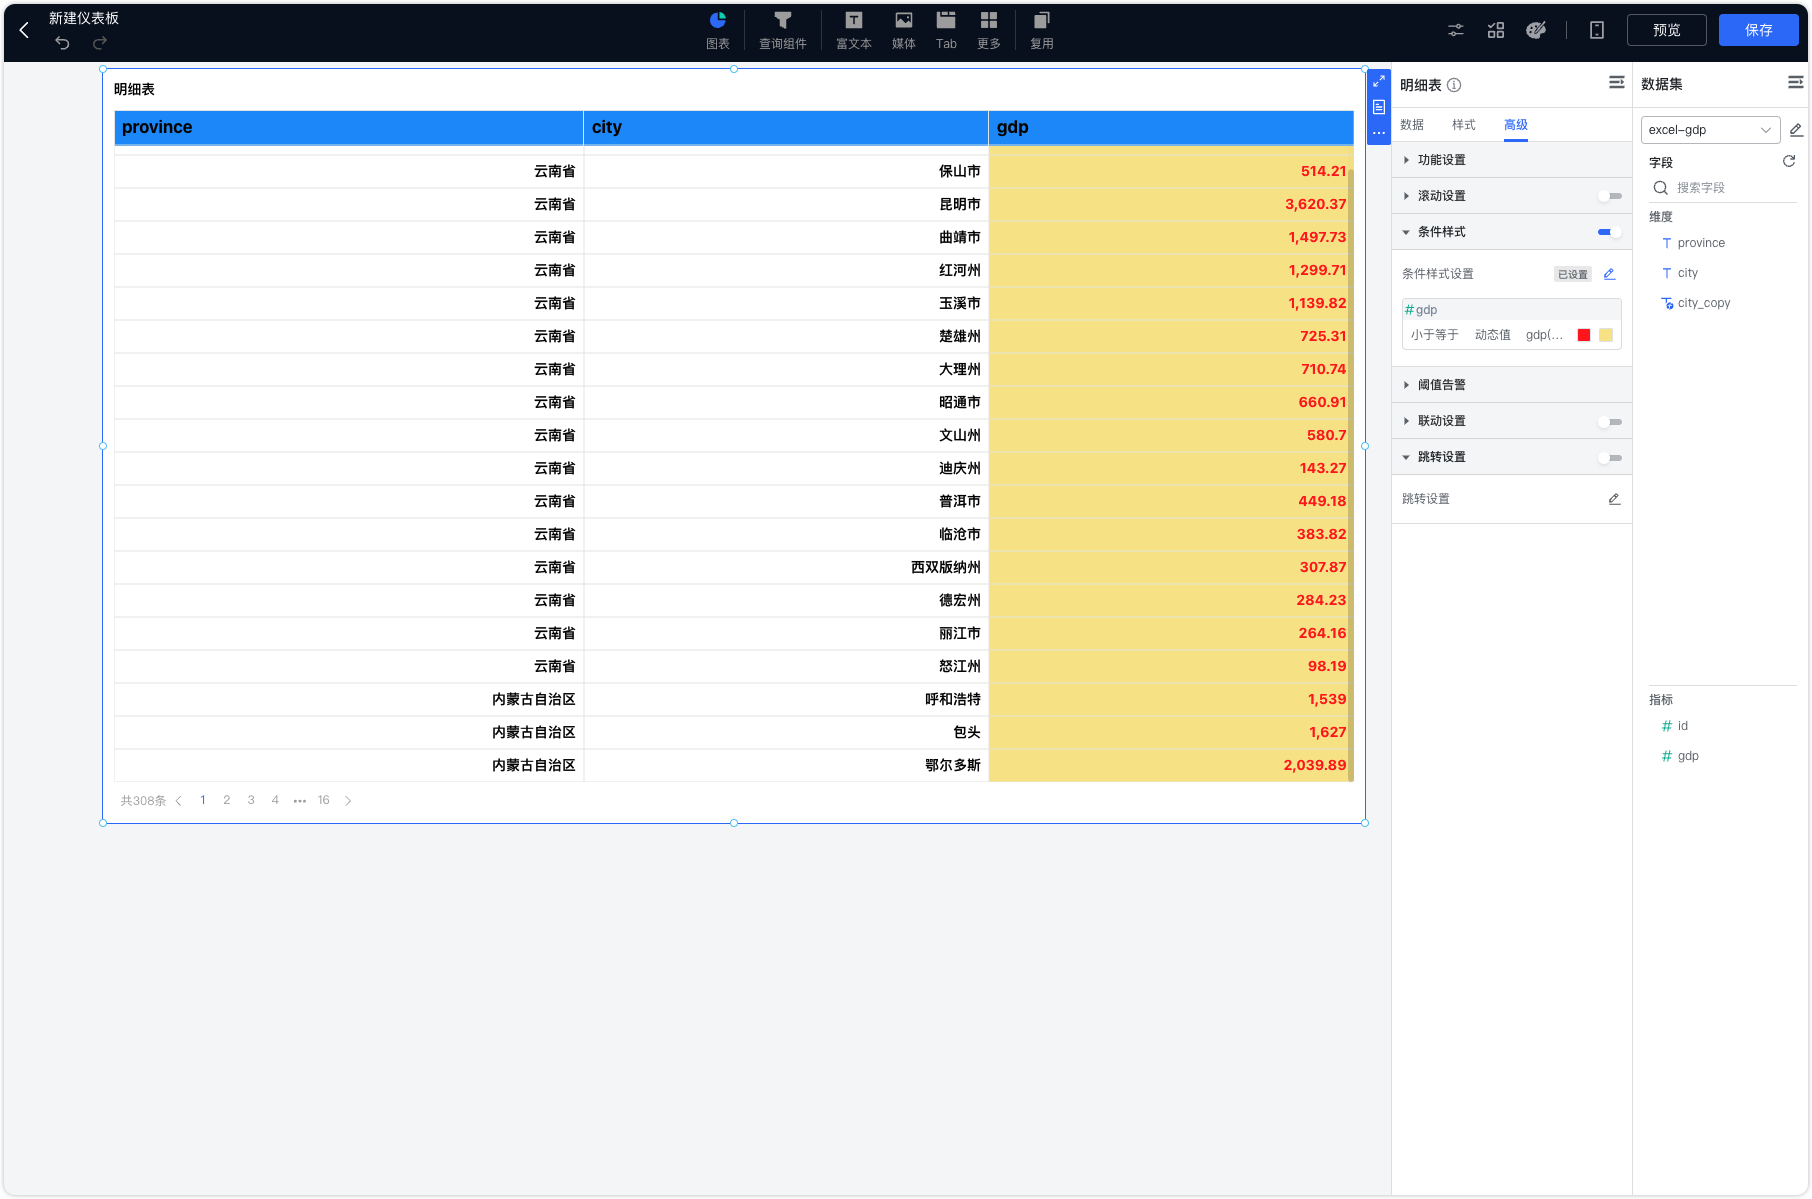 新建仪表板
图表 查询组件 富文本 媒体 Tab 更多 复用
预览 保存
明细表
province city gdp
云南省 保山市 514.21
云南省 昆明市 3,620.37
云南省 曲靖市 1,497.73
云南省 红河州 1,299.71
云南省 玉溪市 1,139.82
云南省 楚雄州 725.31
云南省 大理州 710.74
云南省 昭通市 660.91
云南省 文山州 580.7
云南省 迪庆州 143.27
云南省 普洱市 449.18
云南省 临沧市 383.82
云南省 西双版纳州 307.87
云南省 德宏州 284.23
云南省 丽江市 264.16
云南省 怒江州 98.19
内蒙古自治区 呼和浩特 1,539
内蒙古自治区 包头 1,627
内蒙古自治区 鄂尔多斯 2,039.89
共308条 1 2 3 4 ••• 16
明细表
数据 样式 高级
功能设置
滚动设置
条件样式
条件样式设置 已设置
# gdp
小于等于 动态值 gdp(...
阈值告警
联动设置
跳转设置
跳转设置
数据集
excel-gdp
字段
搜索字段
维度
T province
T city
city_copy
指标
# id
# gdp